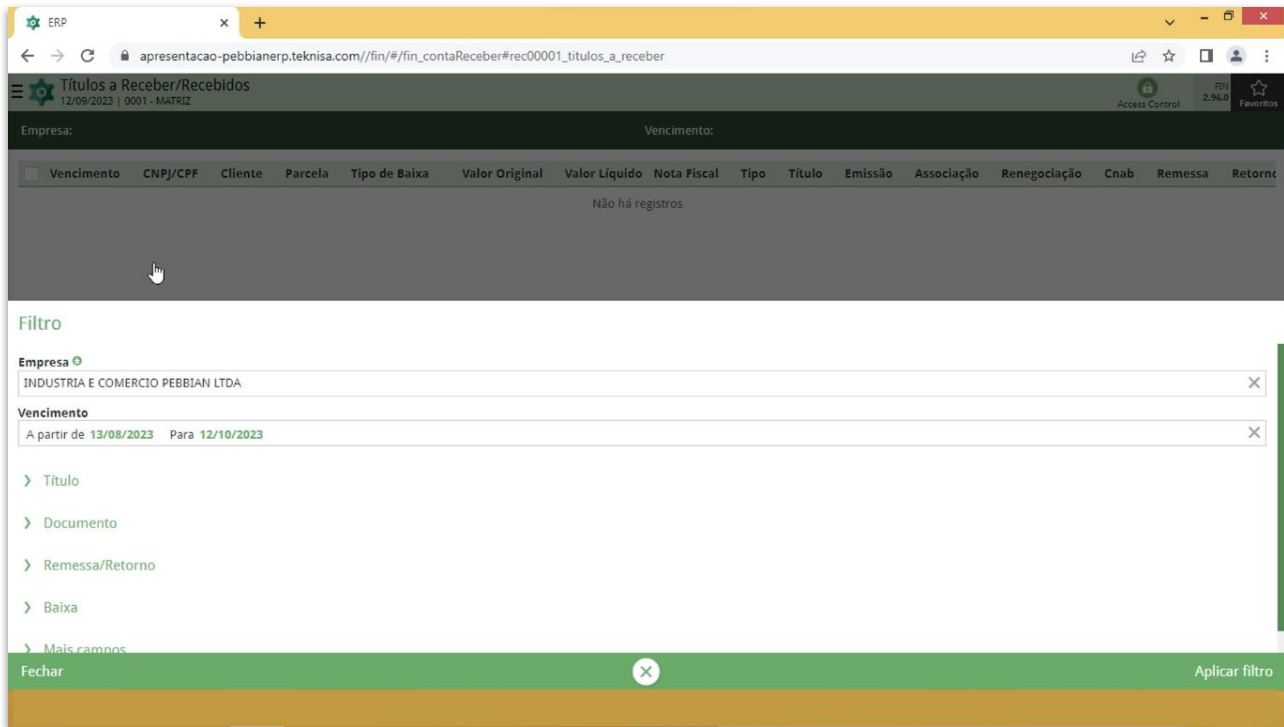 ERP
apresentacao-pebbianerp.teknisa.com//fin/#/fin_contaReceber#rec00001_titulos_a_receber
Títulos a Receber/Recebidos
12/09/2023 | 0001 - MATRIZ
Access Control
FIN
2.96.0
Favoritos
Empresa: Vencimento:
Vencimento CNPJ/CPF Cliente Parcela Tipo de Baixa Valor Original Valor Líquido Nota Fiscal Tipo Título Emissão Associação Renegociação Cnab Remessa Retorno
Não há registros
Filtro
Empresa
INDUSTRIA E COMERCIO PEBBIAN LTDA
Vencimento
A partir de 13/08/2023 Para 12/10/2023
Título
Documento
Remessa/Retorno
Baixa
Mais campos
Fechar Aplicar filtro